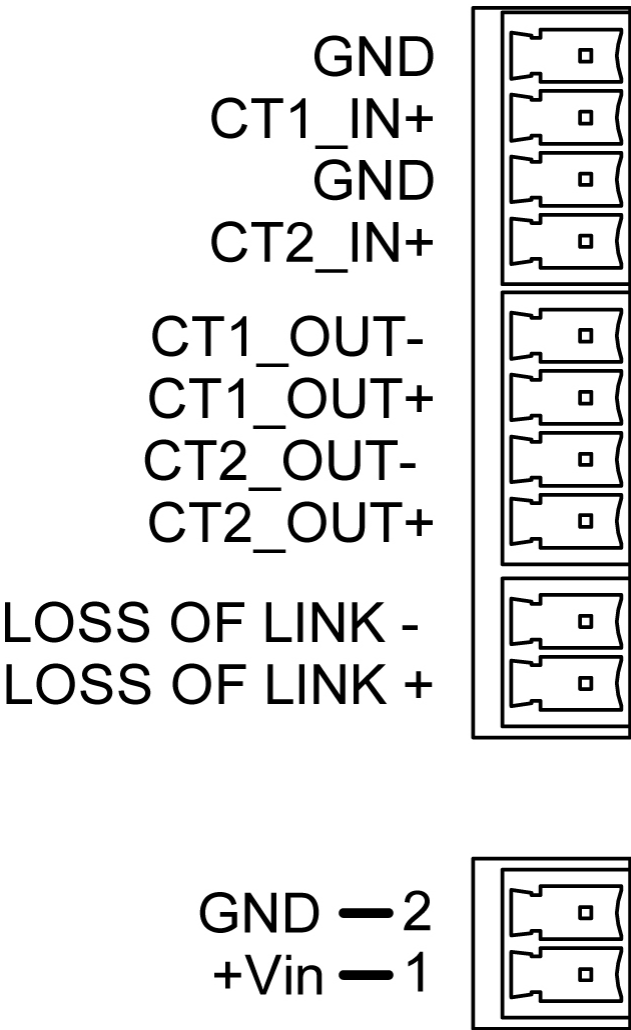 GND
CT1_IN+
GND
CT2_IN+
CT1_OUT-
CT1_OUT+
CT2_OUT-
CT2_OUT+
LOSS OF LINK -
LOSS OF LINK +
GND — 2
+Vin — 1